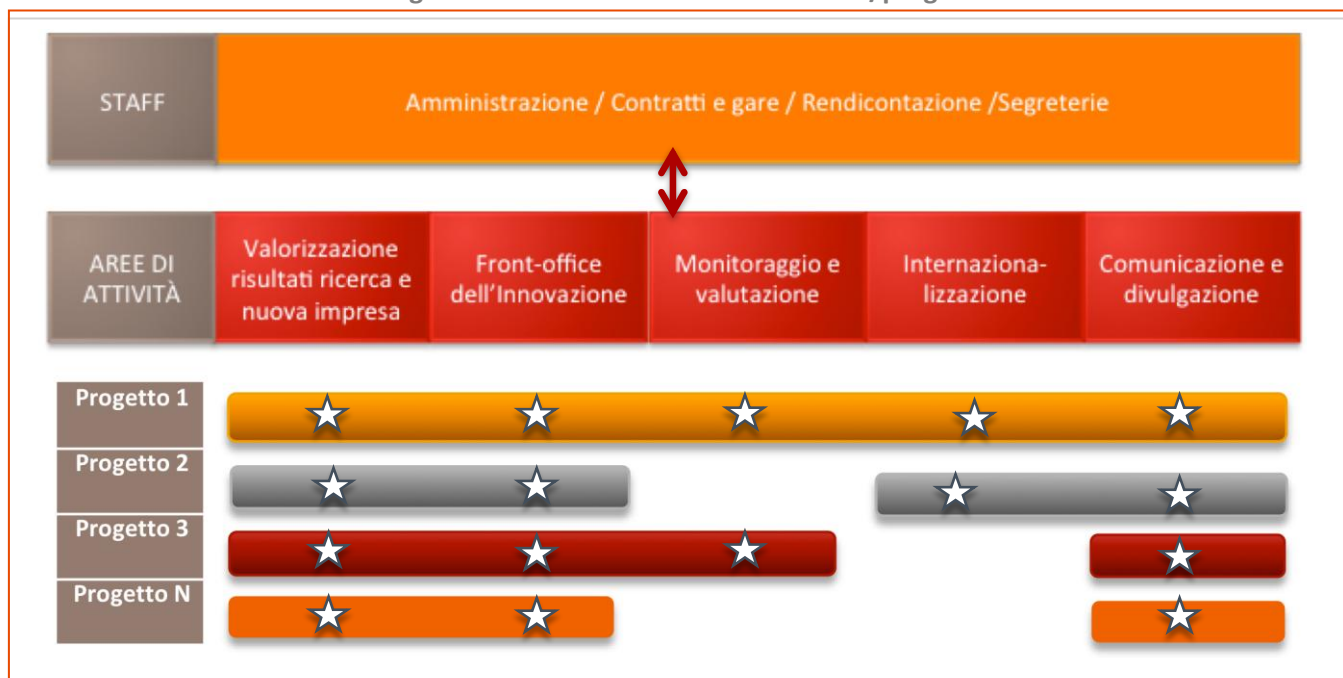 STAFF
Amministrazione / Contratti e gare / Rendicontazione /Segreterie
AREE DI
ATTIVITÀ
Valorizzazione
risultati ricerca e
nuova impresa
Front-office
dell’Innovazione
Monitoraggio e
valutazione
Internaziona-
lizzazione
Comunicazione e
divulgazione
Progetto 1
Progetto 2
Progetto 3
Progetto N